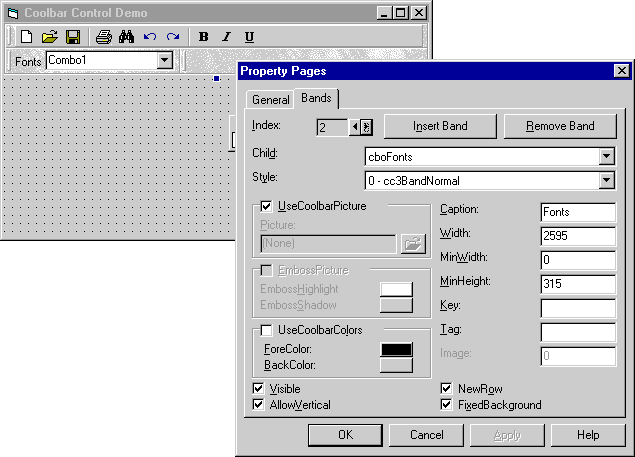 Coolbar Control Demo
B I U
Fonts Combo1
Property Pages
General Bands
Index: 2 Insert Band Remove Band
Child: cboFonts
Style: 0 - cc3BandNormal
UseCoolbarPicture
Picture:
(None)
EmbossPicture
EmbossHighlight
EmbossShadow
UseCoolbarColors
ForeColor:
BackColor:
Caption: Fonts
Width: 2595
MinWidth: 0
MinHeight: 315
Key:
Tag:
Image: 0
Visible NewRow
AllowVertical FixedBackground
OK Cancel Apply Help